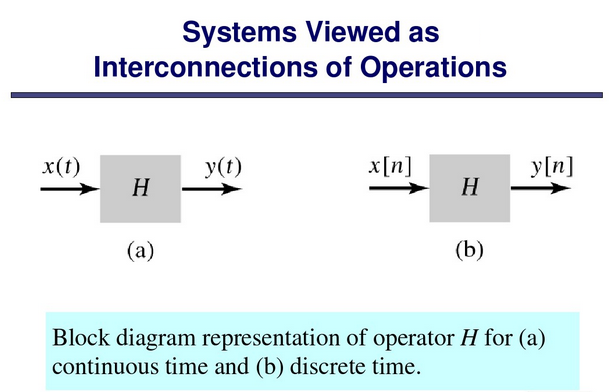 Systems Viewed as
Interconnections of Operations
x(t)
H
y(t)
(a)
x[n]
H
y[n]
(b)
Block diagram representation of operator H for (a)
continuous time and (b) discrete time.